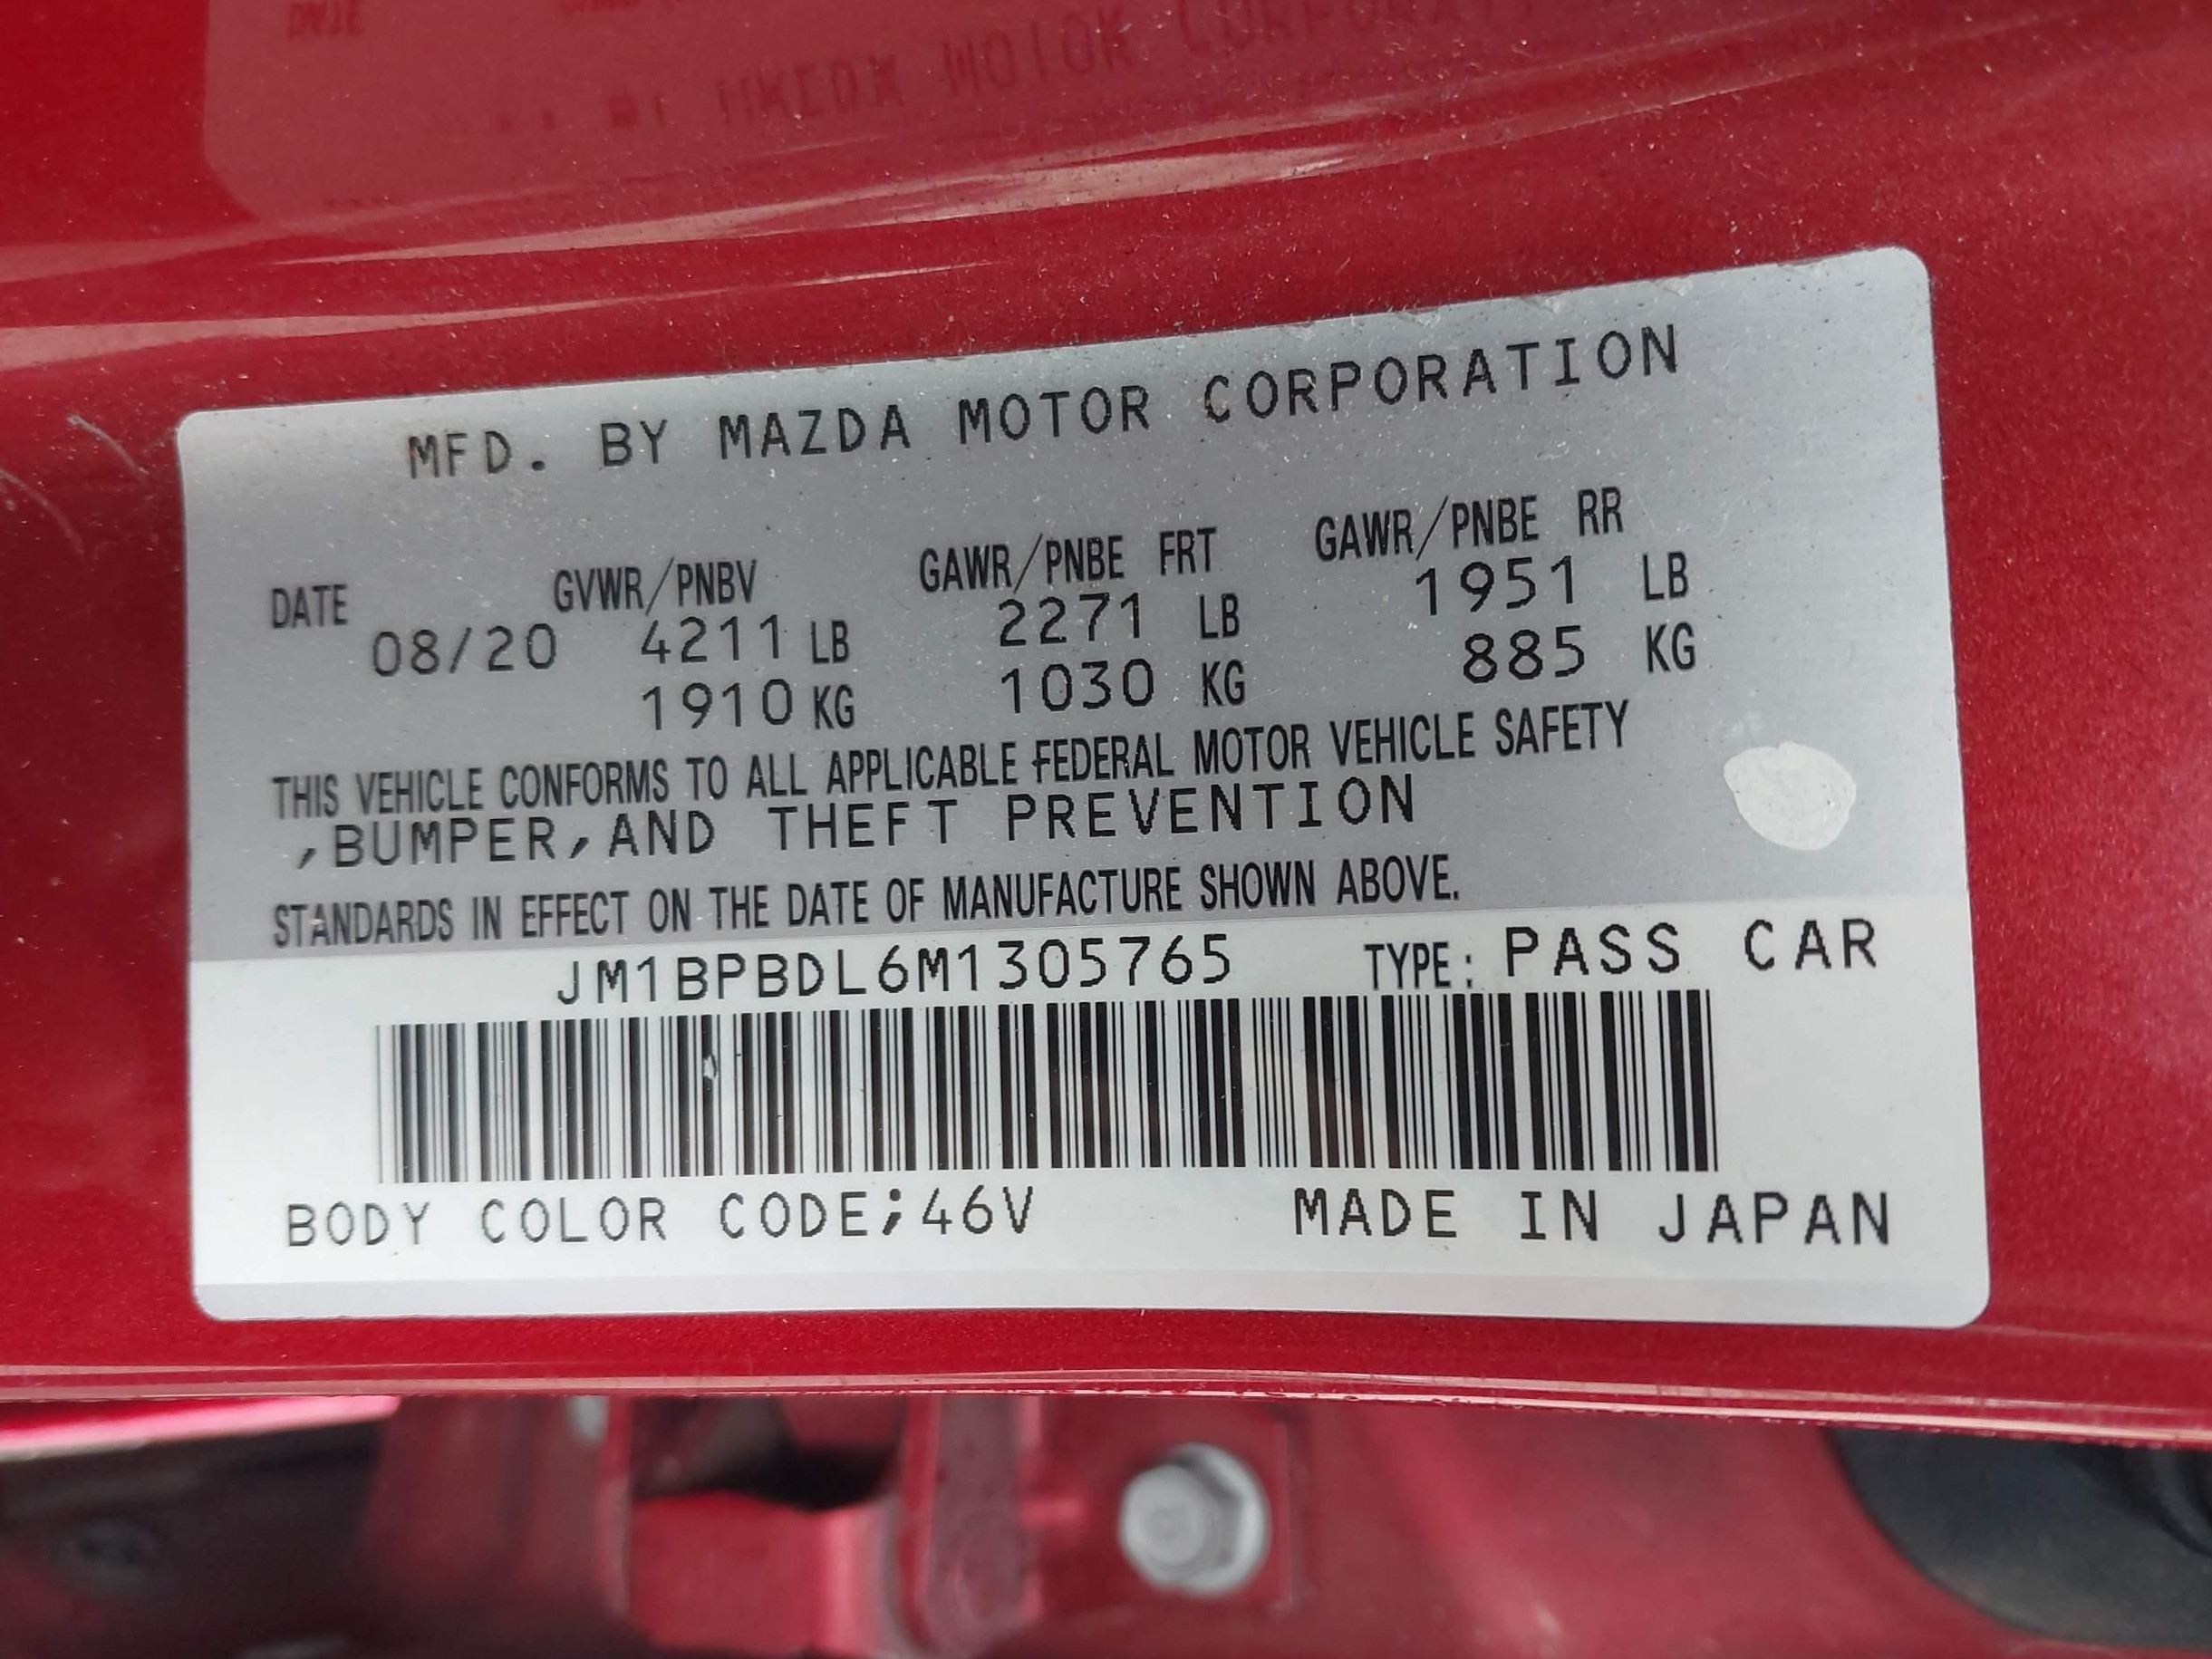 MFD. BY MAZDA MOTOR CORPORATION
DATE GVWR/PNBV GAWR/PNBE FRT GAWR/PNBE RR
08/20 4211 LB 2271 LB 1951 LB
1910 KG 1030 KG 885 KG
THIS VEHICLE CONFORMS TO ALL APPLICABLE FEDERAL MOTOR VEHICLE SAFETY
,BUMPER,AND THEFT PREVENTION
STANDARDS IN EFFECT ON THE DATE OF MANUFACTURE SHOWN ABOVE.
JM1BPBDL6M1305765 TYPE: PASS CAR
BODY COLOR CODE;46V MADE IN JAPAN